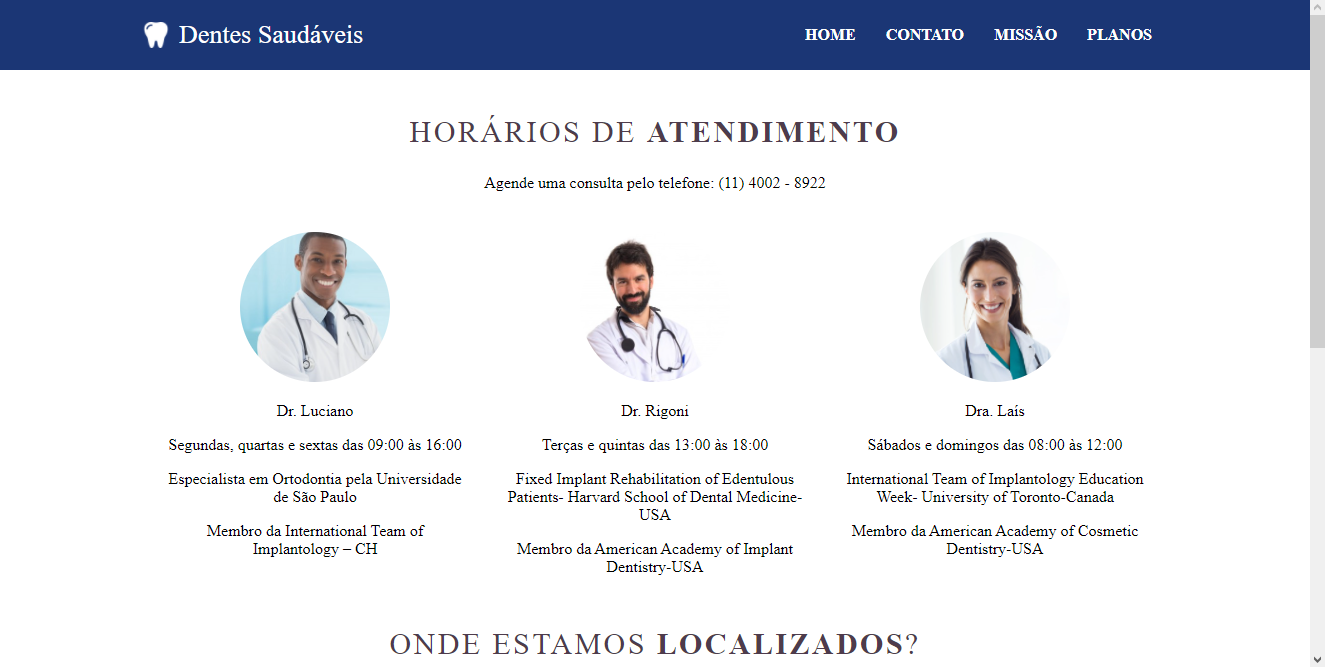 Dentes Saudáveis
HOME CONTATO MISSÃO PLANOS
HORÁRIOS DE ATENDIMENTO
Agende uma consulta pelo telefone: (11) 4002 - 8922
Dr. Luciano
Segundas, quartas e sextas das 09:00 às 16:00
Especialista em Ortodontia pela Universidade
de São Paulo
Membro da International Team of
Implantology – CH
Dr. Rigoni
Terças e quintas das 13:00 às 18:00
Fixed Implant Rehabilitation of Edentulous
Patients- Harvard School of Dental Medicine-
USA
Membro da American Academy of Implant
Dentistry-USA
Dra. Laís
Sábados e domingos das 08:00 às 12:00
International Team of Implantology Education
Week- University of Toronto-Canada
Membro da American Academy of Cosmetic
Dentistry-USA
ONDE ESTAMOS LOCALIZADOS?